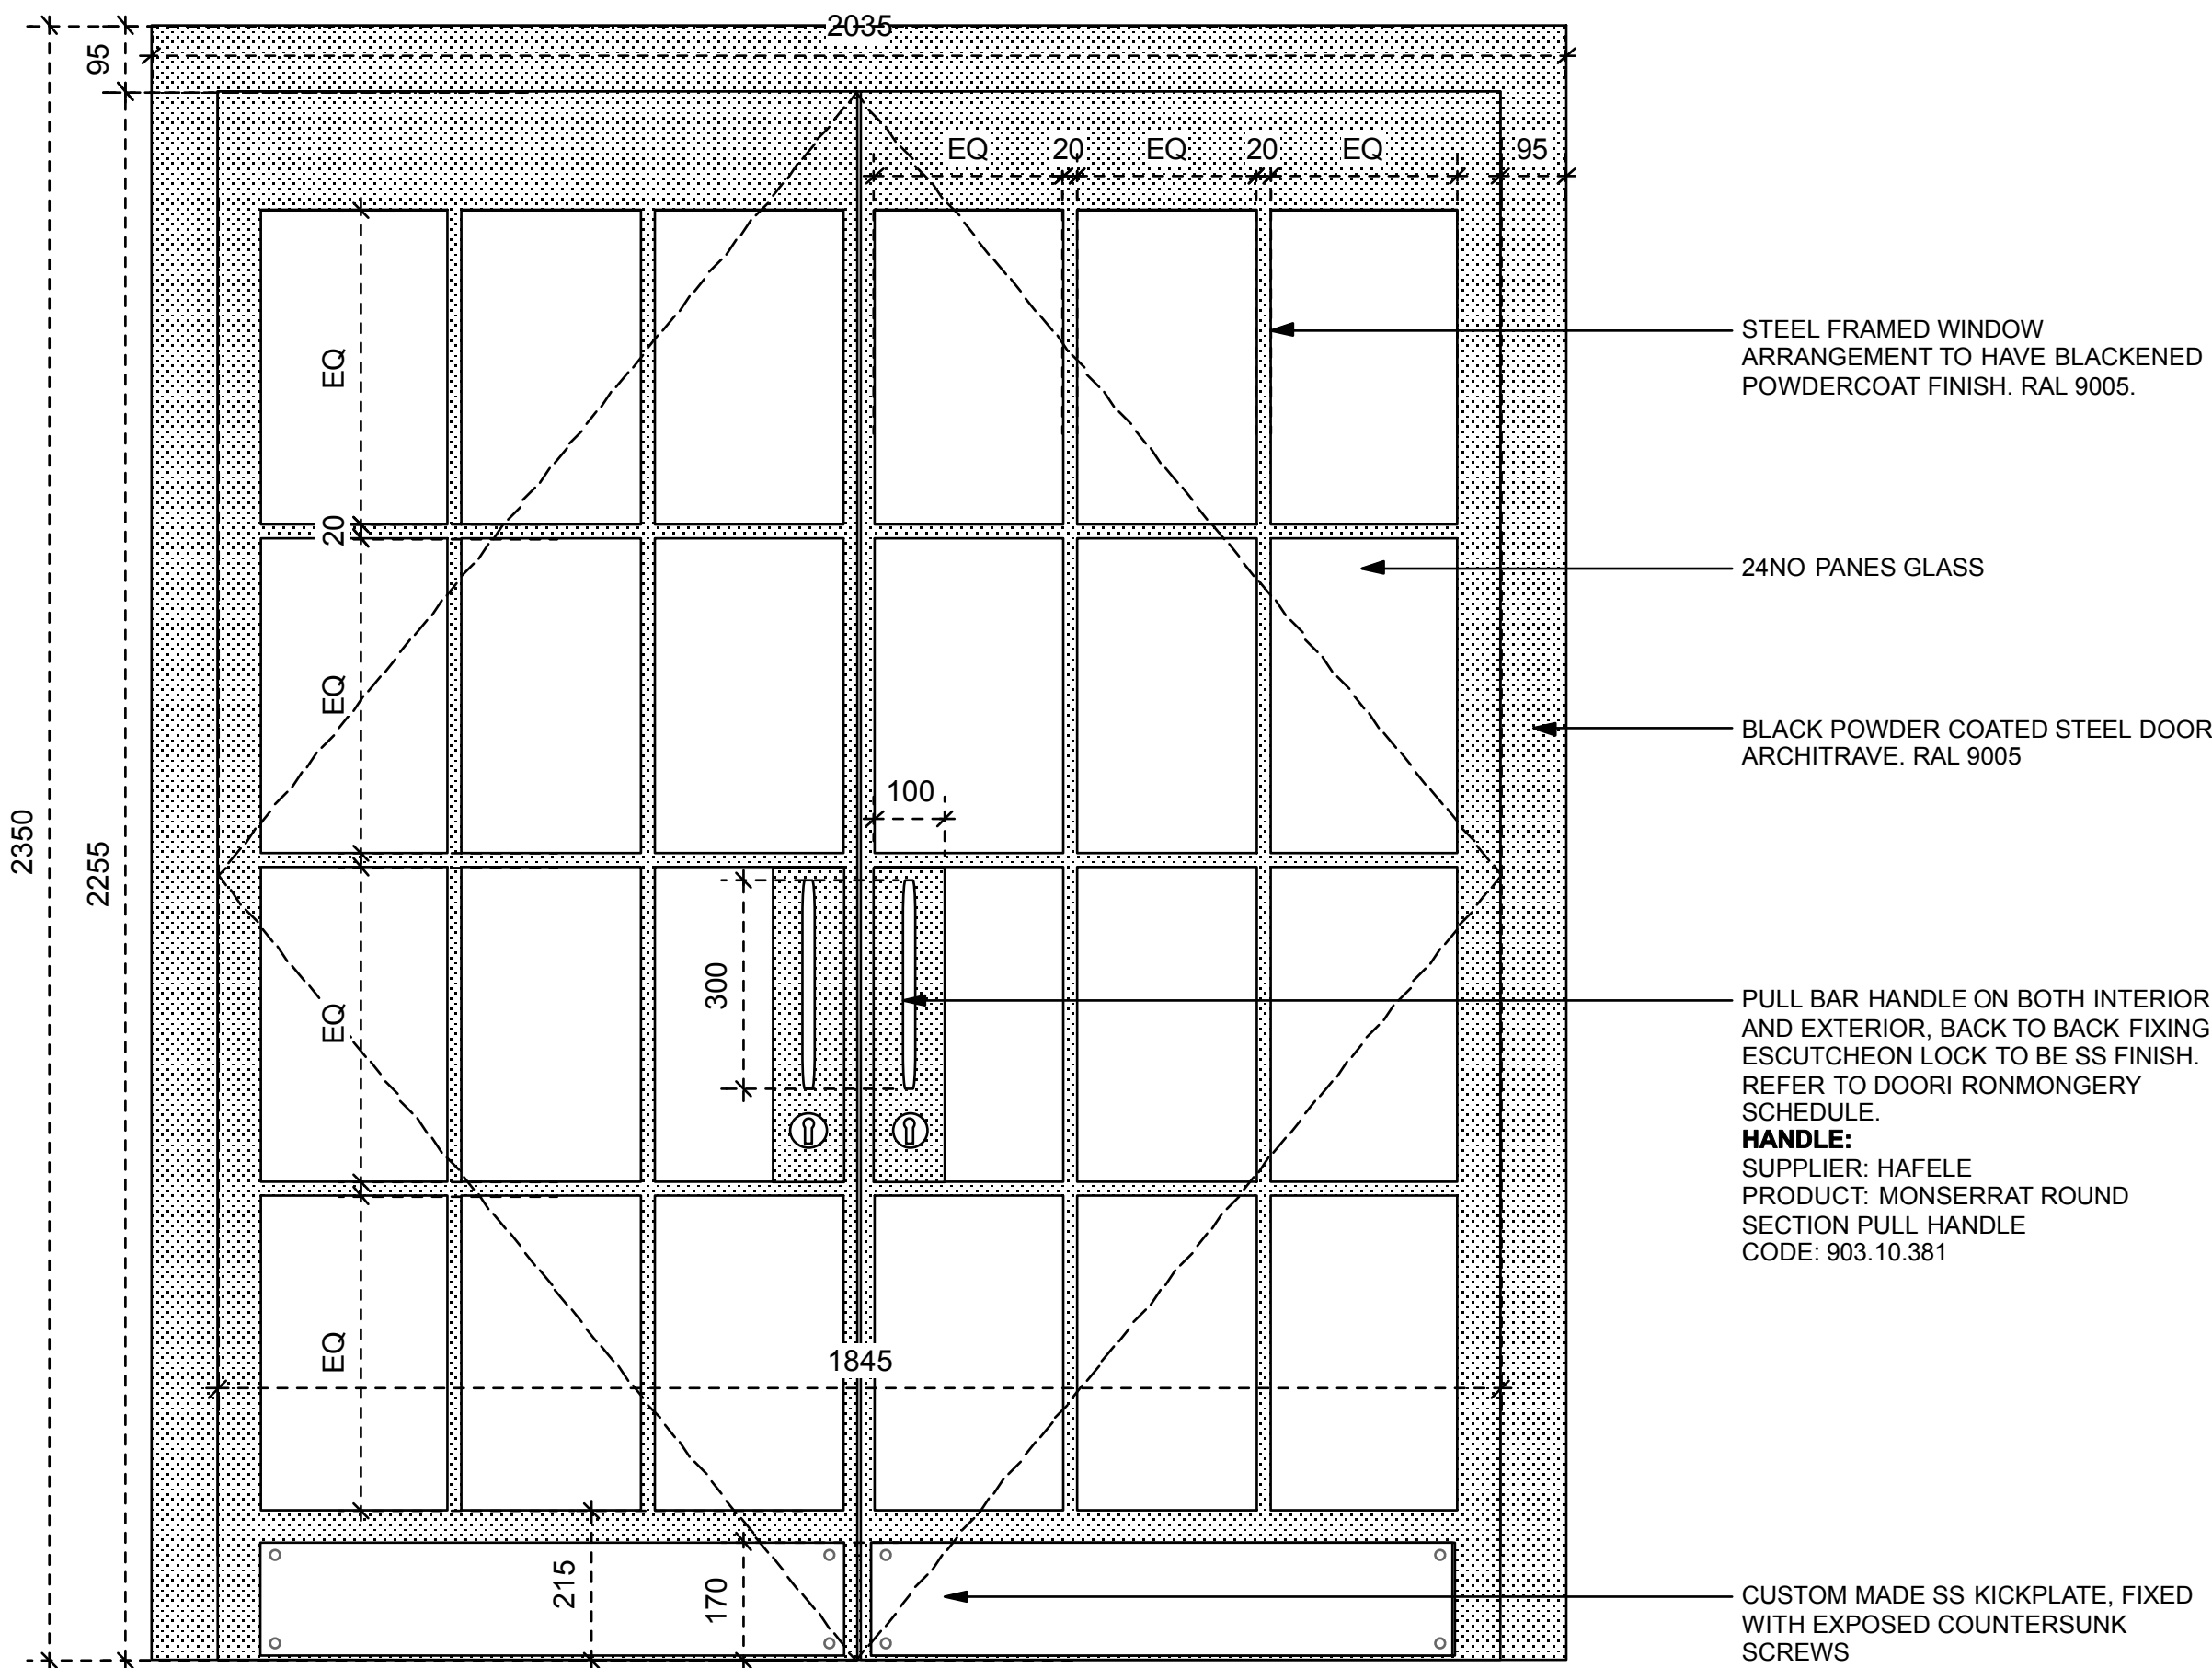 2035
95
EQ 20 EQ 20 EQ 95
STEEL FRAMED WINDOW
ARRANGEMENT TO HAVE BLACKENED
POWDERCOAT FINISH. RAL 9005.
EQ
20
24NO PANES GLASS
EQ
BLACK POWDER COATED STEEL DOOR
ARCHITRAVE. RAL 9005
100
2350
2255
300
EQ
PULL BAR HANDLE ON BOTH INTERIOR
AND EXTERIOR, BACK TO BACK FIXING
ESCUTCHEON LOCK TO BE SS FINISH.
REFER TO DOORI RONMONGERY
SCHEDULE.
HANDLE:
SUPPLIER: HAFELE
PRODUCT: MONSERRAT ROUND
SECTION PULL HANDLE
CODE: 903.10.381
EQ
1845
215
170
CUSTOM MADE SS KICKPLATE, FIXED
WITH EXPOSED COUNTERSUNK
SCREWS